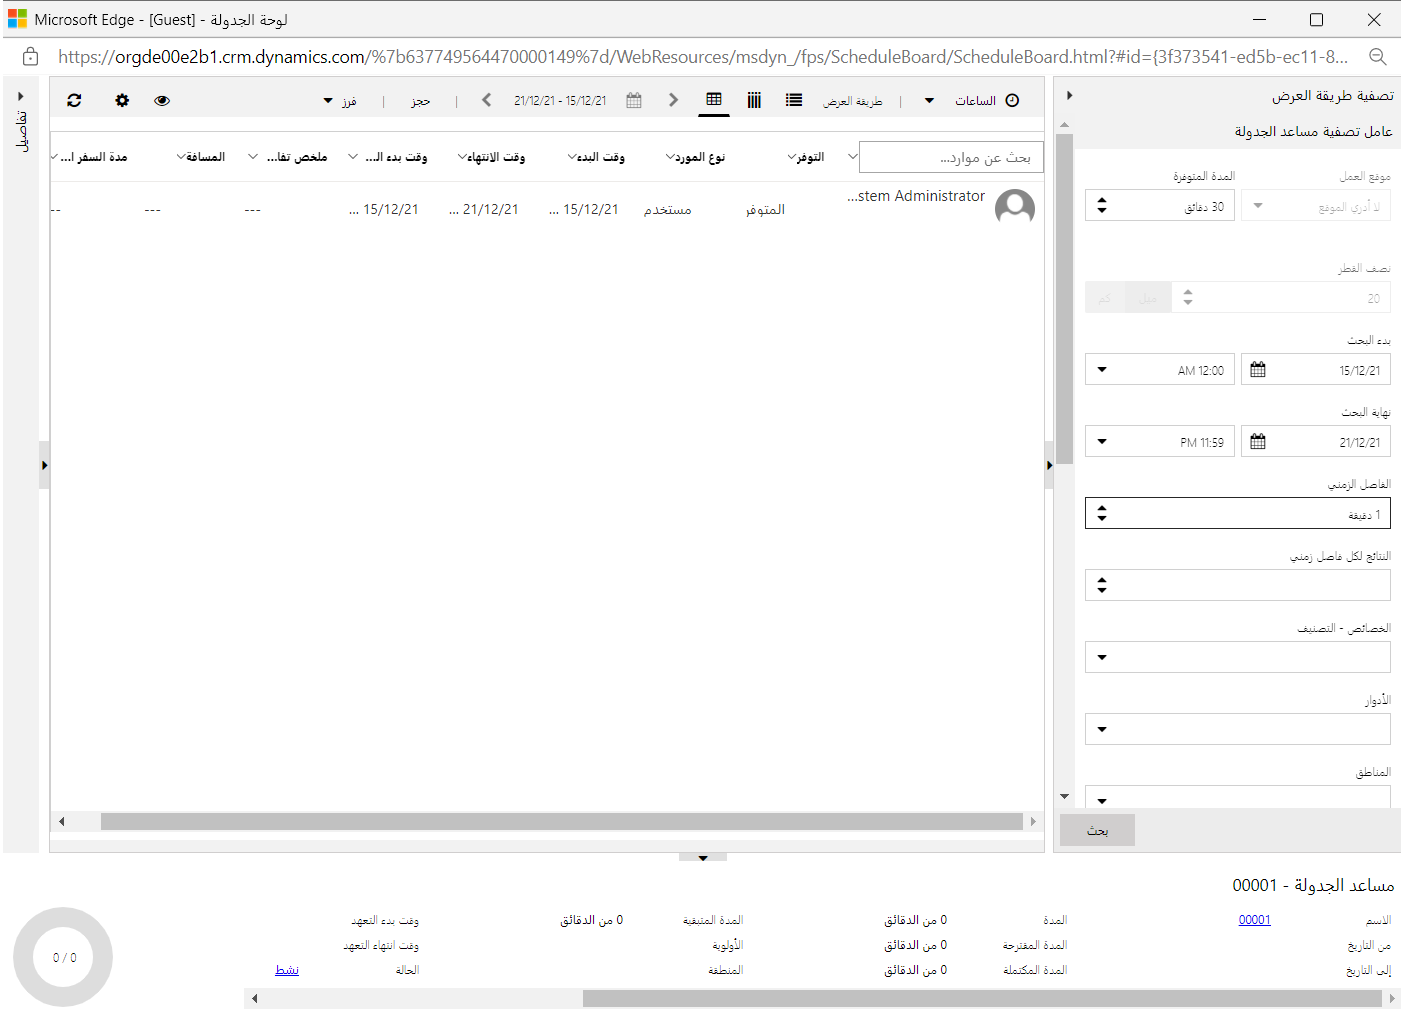 لوحة الجدولة - Microsoft Edge - [Guest]
https://orgde00e2b1.crm.dynamics.com/%7b637749564470000149%7d/WebResources/msdyn_/fps/ScheduleBoard/ScheduleBoard.html?#id={3f373541-ed5b-ec11-8...
تصفية طريقة العرض
عامل تصفية مساعد الجدولة
موقع العمل
المدة المتوفرة
لا أدري الموقع
30 دقائق
نصف القطر
20
ميل
كم
بدء البحث
15/12/21
12:00 AM
نهاية البحث
21/12/21
11:59 PM
الفاصل الزمني
1 دقيقة
النتائج لكل فاصل زمني
الخصائص - التصنيف
الأدوار
المناطق
بحث
الساعات
طريقة العرض
15/12/21 - 21/12/21
حجز
فرز
بحث عن موارد...
التوفر
نوع المورد
وقت البدء
وقت الانتهاء
وقت بدء الـ...
ملخص تفا...
المسافة
مدة السفر ا...
...stem Administrator
المتوفر
مستخدم
15/12/21 ...
21/12/21 ...
15/12/21 ...
---
---
--
تفاصيل
مساعد الجدولة - 00001
الاسم
00001
المدة
0 من الدقائق
المدة المتبقية
0 من الدقائق
وقت بدء التعهد
من التاريخ
المدة المقترحة
0 من الدقائق
الأولوية
وقت انتهاء التعهد
إلى التاريخ
المدة المكتملة
0 من الدقائق
المنطقة
الحالة
نشط
0 / 0